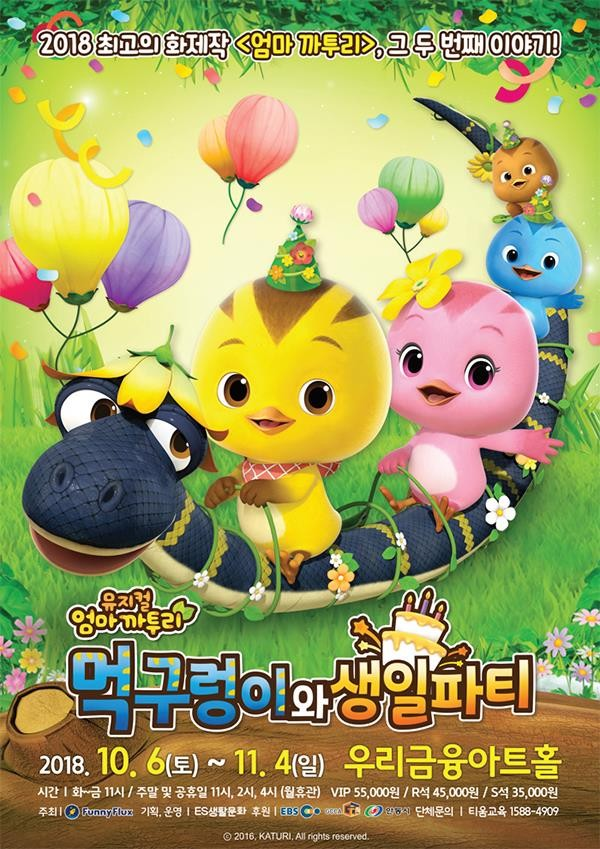 2018 최고의 화제작 <엄마 까투리>, 그 두 번째 이야기!
뮤지컬
엄마 까투리
먹구렁이와 생일파티
2018. 10. 6(토) ~ 11. 4(일) 우리금융아트홀
시간 | 화~금 11시 / 주말 및 공휴일 11시, 2시, 4시 (월휴관) VIP 55,000원 / R석 45,000원 / S석 35,000원
주최 | FunnyFlux 기획, 운영 | ES생활문화 후원 | EBS GCCA 안동시 단체문의 | 티움교육 1588-4909
© 2016, KATURI. All rights reserved.